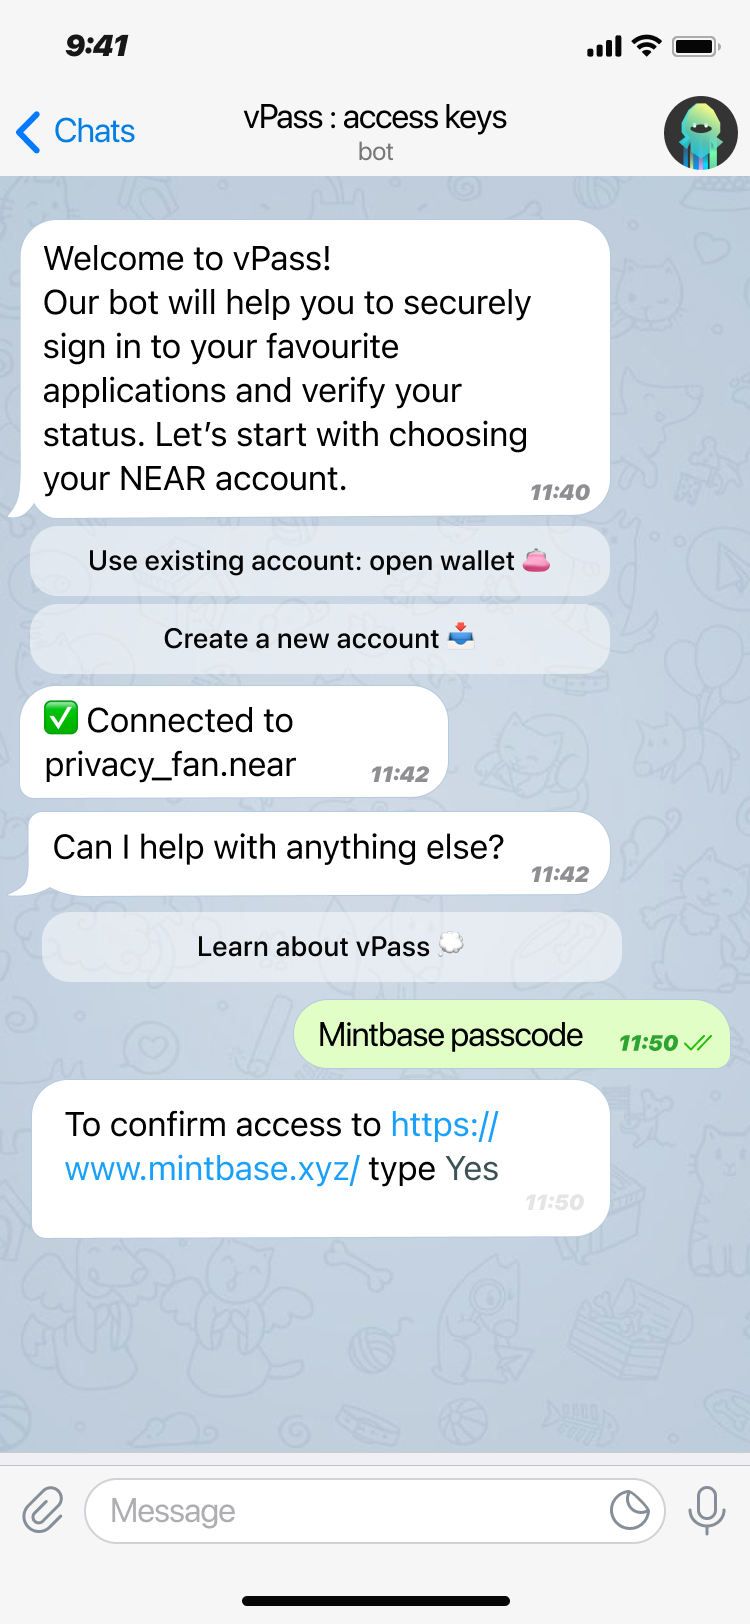 9:41
Chats
vPass : access keys
bot
Welcome to vPass!
Our bot will help you to securely
sign in to your favourite
applications and verify your
status. Let’s start with choosing
your NEAR account.
11:40
Use existing account: open wallet 👛
Create a new account 📥
✅ Connected to
privacy_fan.near
11:42
Can I help with anything else?
11:42
Learn about vPass 💭
Mintbase passcode
11:50
To confirm access to https://
www.mintbase.xyz/ type Yes
11:50
Message